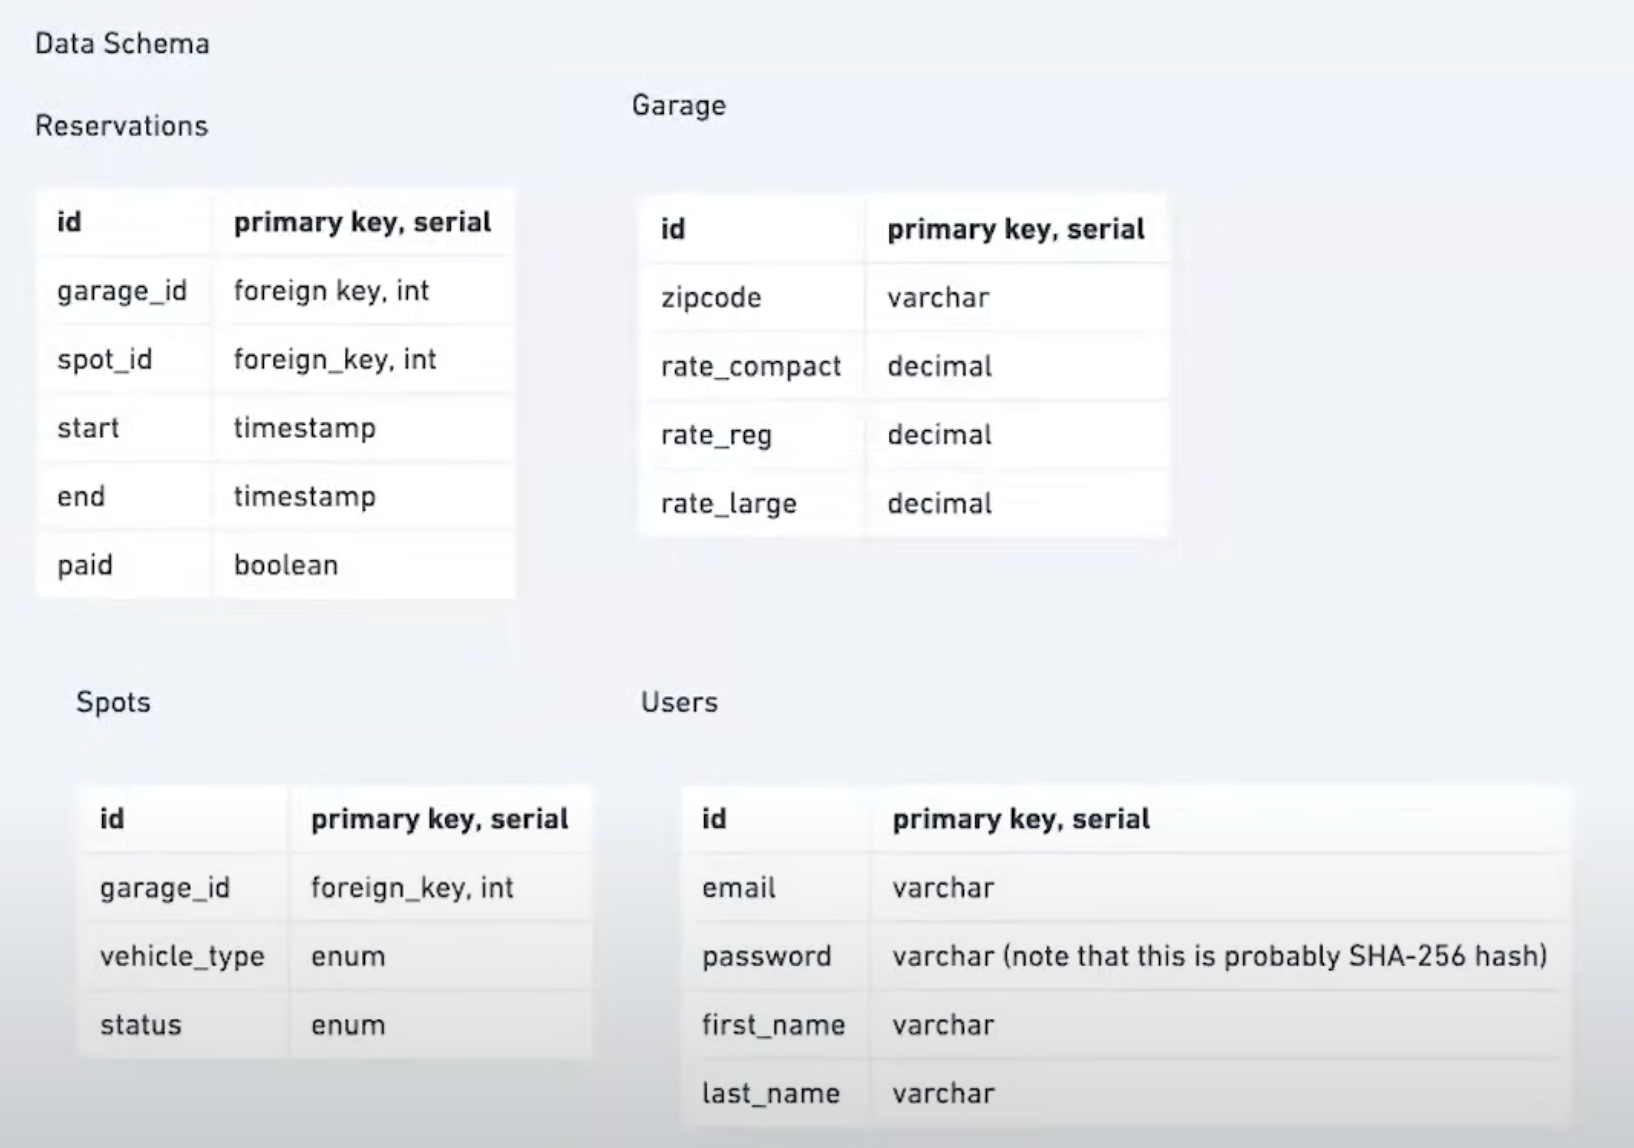 Data Schema
Reservations
id primary key, serial
garage_id foreign key, int
spot_id foreign_key, int
start timestamp
end timestamp
paid boolean
Garage
id primary key, serial
zipcode varchar
rate_compact decimal
rate_reg decimal
rate_large decimal
Spots
id primary key, serial
garage_id foreign_key, int
vehicle_type enum
status enum
Users
id primary key, serial
email varchar
password varchar (note that this is probably SHA-256 hash)
first_name varchar
last_name varchar